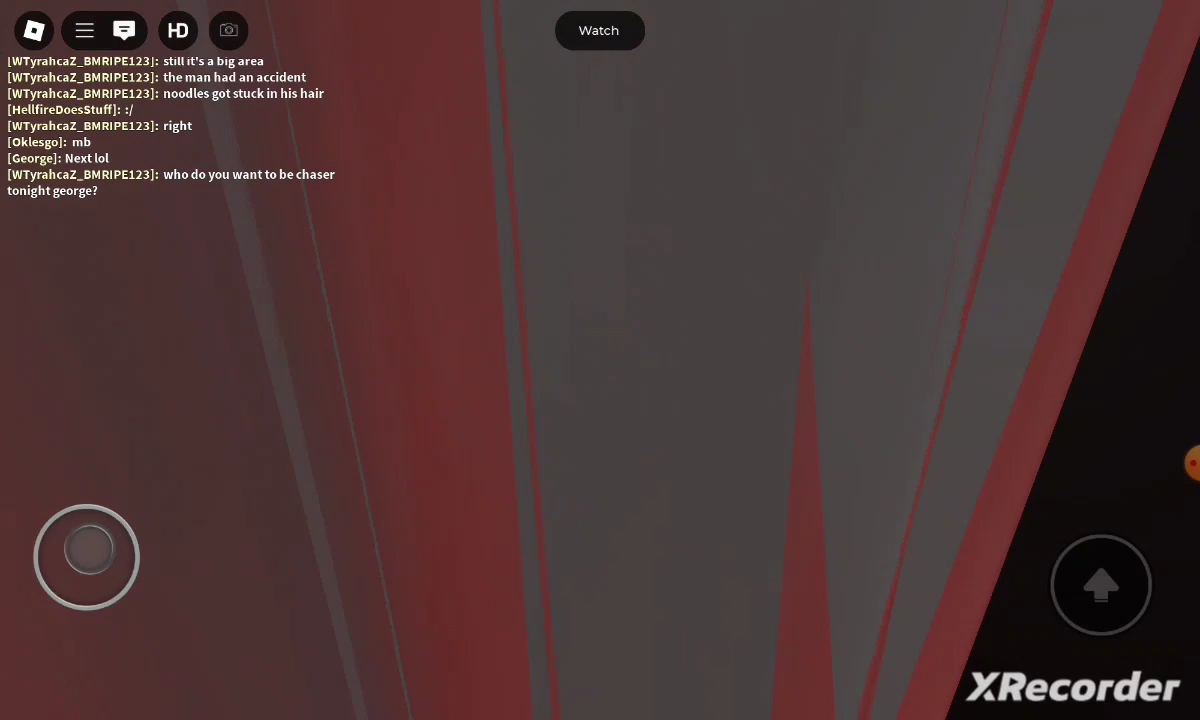 HD
Watch
[WTyrahcaZ_BMRIPE123]: still it's a big area
[WTyrahcaZ_BMRIPE123]: the man had an accident
[WTyrahcaZ_BMRIPE123]: noodles got stuck in his hair
[HellfireDoesStuff]: :/
[WTyrahcaZ_BMRIPE123]: right
[Oklesgo]: mb
[George]: Next lol
[WTyrahcaZ_BMRIPE123]: who do you want to be chaser
tonight george?
XRecorder